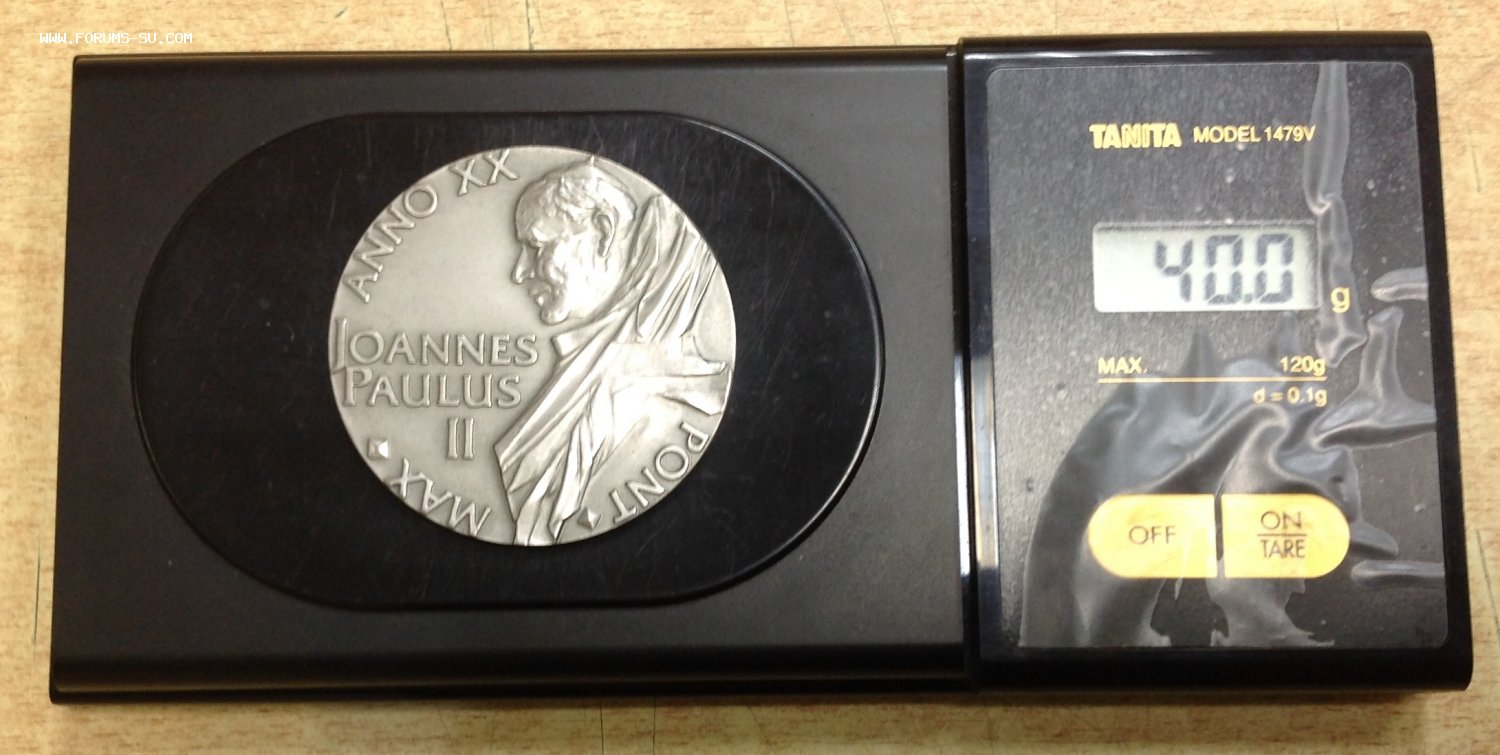 WWW.FORUMS-SU.COM
ANNO XX
IOANNES
PAULUS
II
PONT
MAX
TANITA MODEL 1479V
40.0 g
MAX. 120g
d = 0.1g
OFF
ON
TARE